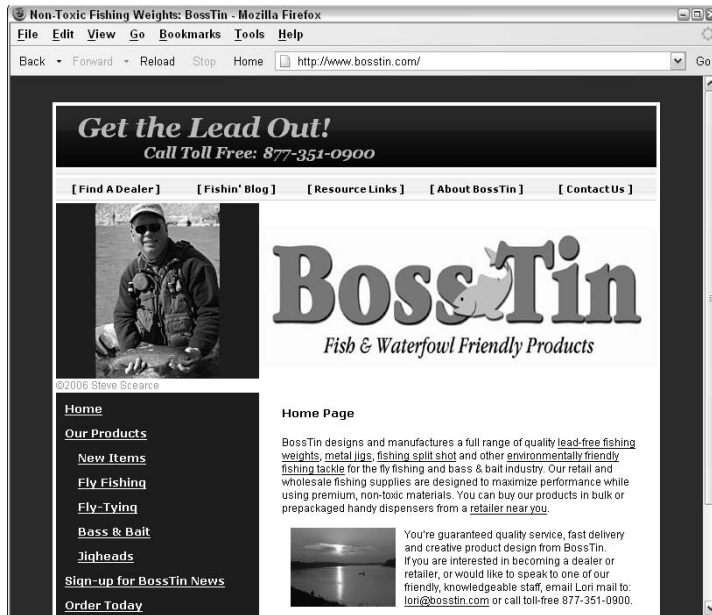 Non-Toxic Fishing Weights: BossTin - Mozilla Firefox
File Edit View Go Bookmarks Tools Help
Back Forward Reload Stop Home http://www.bosstin.com/ Go
Get the Lead Out!
Call Toll Free: 877-351-0900
[ Find A Dealer ] [ Fishin' Blog ] [ Resource Links ] [ About BossTin ] [ Contact Us ]
BossTin
Fish & Waterfowl Friendly Products
©2006 Steve Scearce
Home
Our Products
New Items
Fly Fishing
Fly-Tying
Bass & Bait
Jigheads
Sign-up for BossTin News
Order Today
Home Page
BossTin designs and manufactures a full range of quality lead-free fishing
weights, metal jigs, fishing split shot and other environmentally friendly
fishing tackle for the fly fishing and bass & bait industry. Our retail and
wholesale fishing supplies are designed to maximize performance while
using premium, non-toxic materials. You can buy our products in bulk or
prepackaged handy dispensers from a retailer near you.
You're guaranteed quality service, fast delivery
and creative product design from BossTin.
If you are interested in becoming a dealer or
retailer, or would like to speak to one of our
friendly, knowledgeable staff, email Lori mail to:
lori@bosstin.com or call toll-free 877-351-0900.